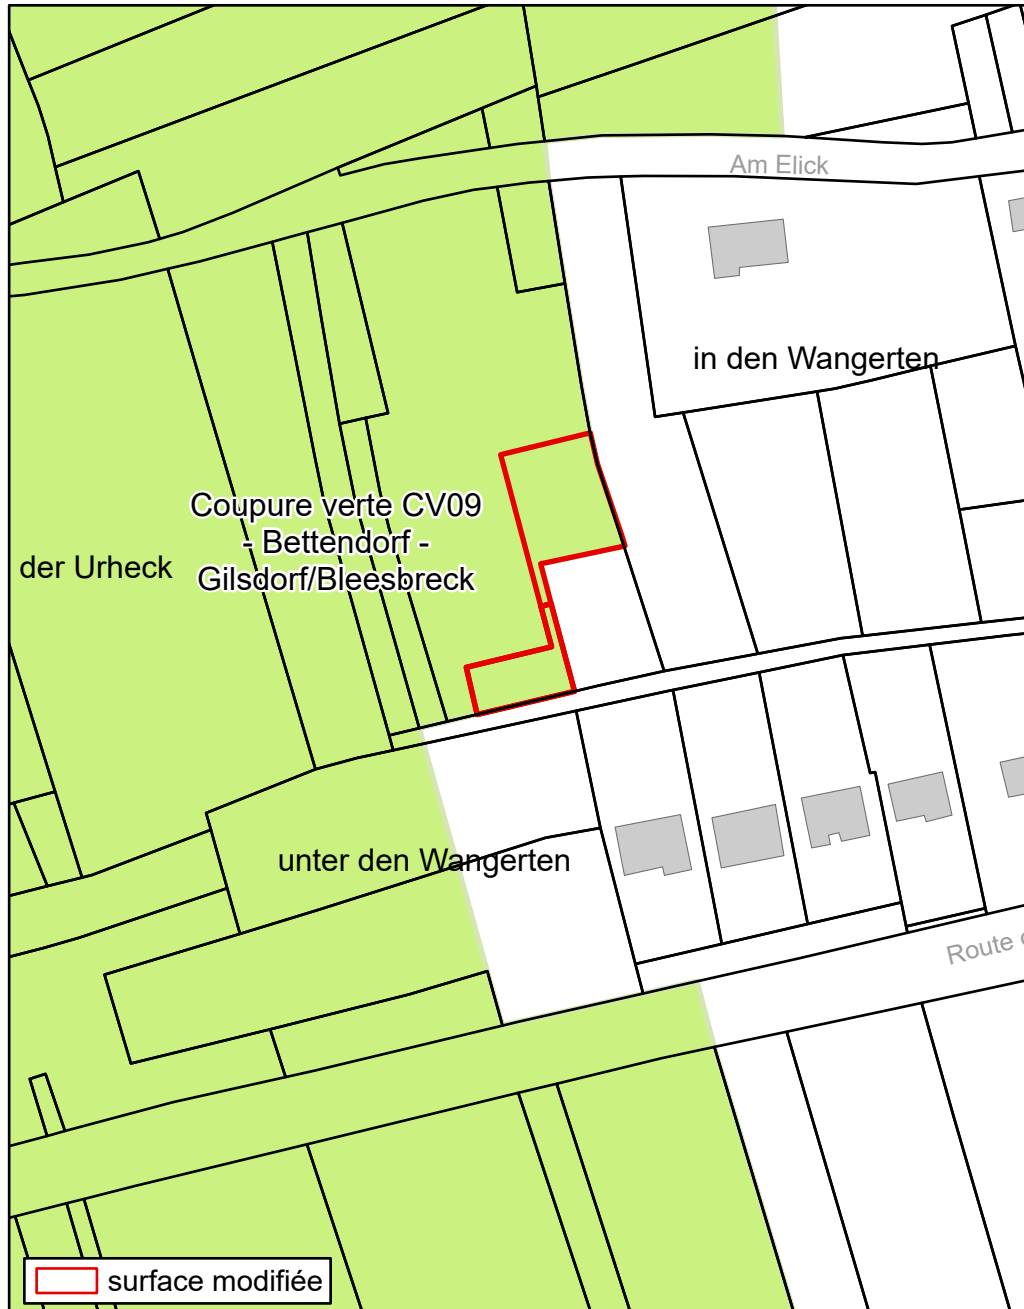 Am Elick
in den Wangerten
Coupure verte CV09
- Bettendorf -
Gilsdorf/Bleesbreck
der Urheck
unter den Wangerten
Route
surface modifiée